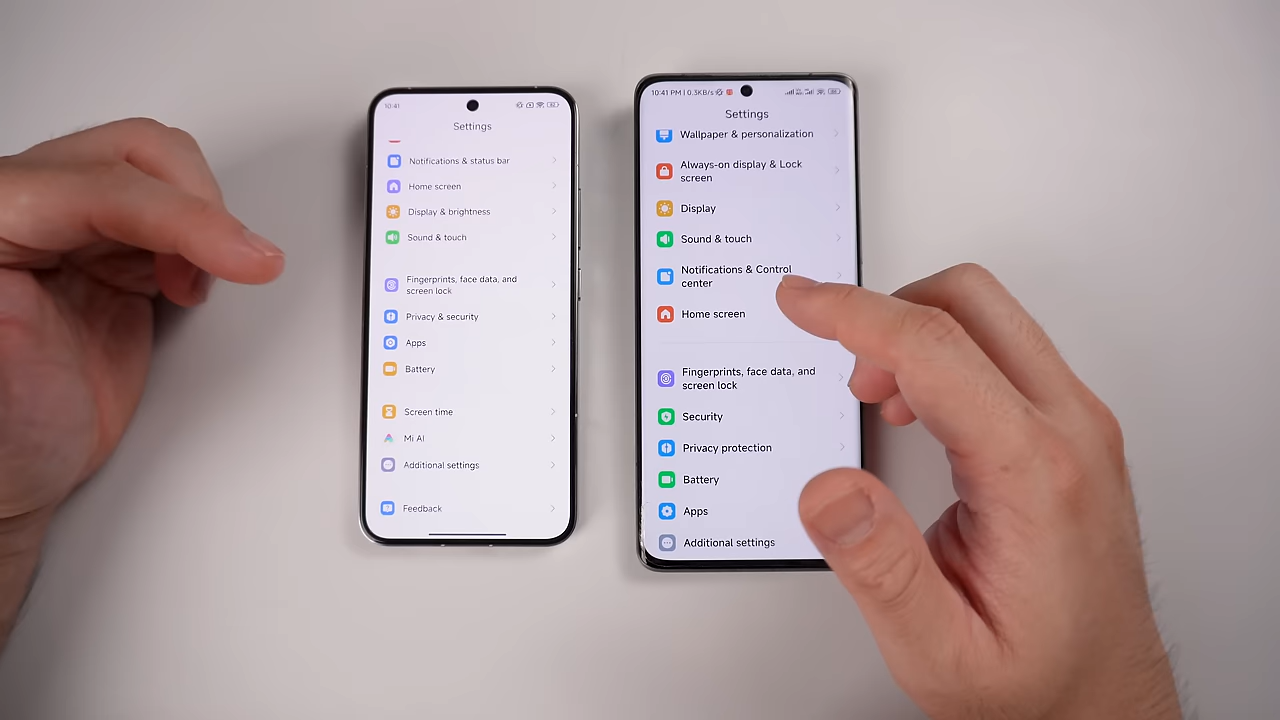 10:41
Settings
Notifications & status bar
Home screen
Display & brightness
Sound & touch
Fingerprints, face data, and
screen lock
Privacy & security
Apps
Battery
Screen time
Mi AI
Additional settings
Feedback
10:41 PM | 0.3KB/s
Settings
Wallpaper & personalization
Always-on display & Lock
screen
Display
Sound & touch
Notifications & Control
center
Home screen
Fingerprints, face data, and
screen lock
Security
Privacy protection
Battery
Apps
Additional settings